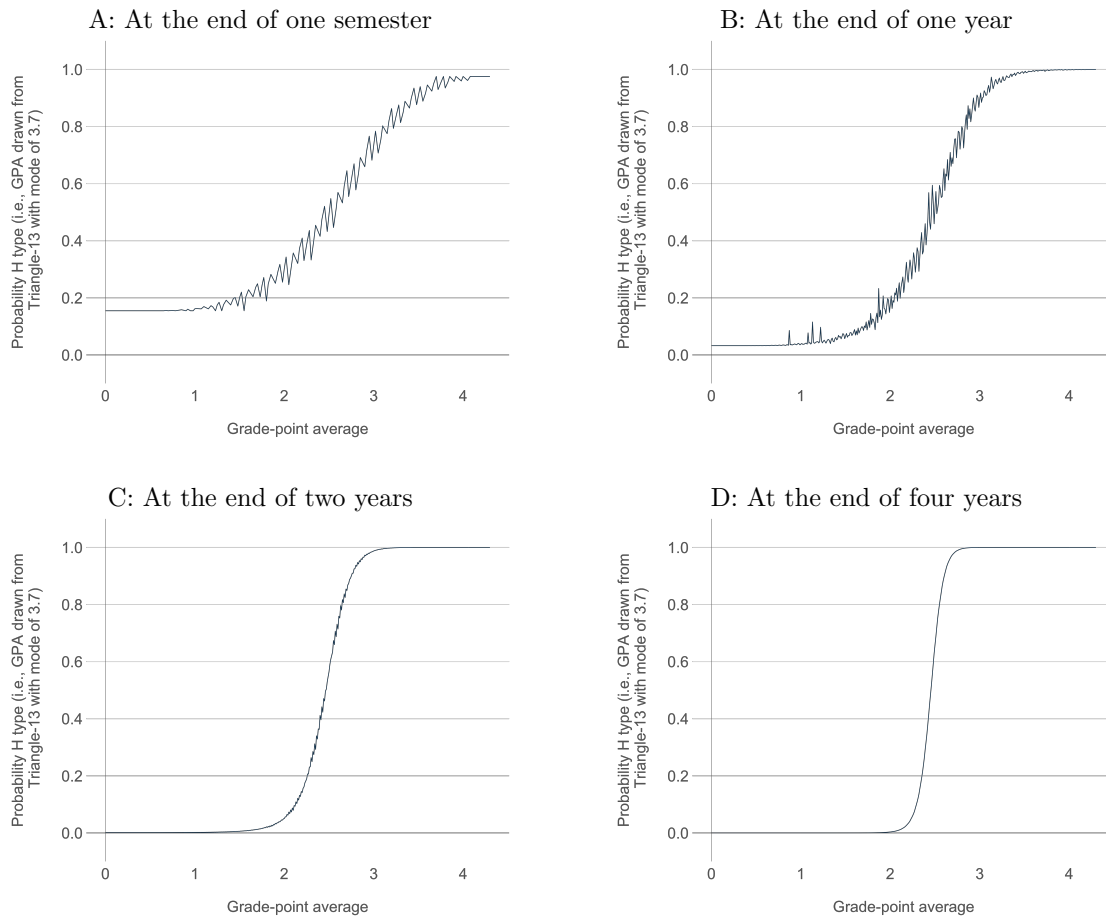 A: At the end of one semester
Probability H type (i.e., GPA drawn from
Triangle-13 with mode of 3.7)
1.0
0.8
0.6
0.4
0.2
0.0
0 1 2 3 4
Grade-point average
B: At the end of one year
Probability H type (i.e., GPA drawn from
Triangle-13 with mode of 3.7)
1.0
0.8
0.6
0.4
0.2
0.0
0 1 2 3 4
Grade-point average
C: At the end of two years
Probability H type (i.e., GPA drawn from
Triangle-13 with mode of 3.7)
1.0
0.8
0.6
0.4
0.2
0.0
0 1 2 3 4
Grade-point average
D: At the end of four years
Probability H type (i.e., GPA drawn from
Triangle-13 with mode of 3.7)
1.0
0.8
0.6
0.4
0.2
0.0
0 1 2 3 4
Grade-point average